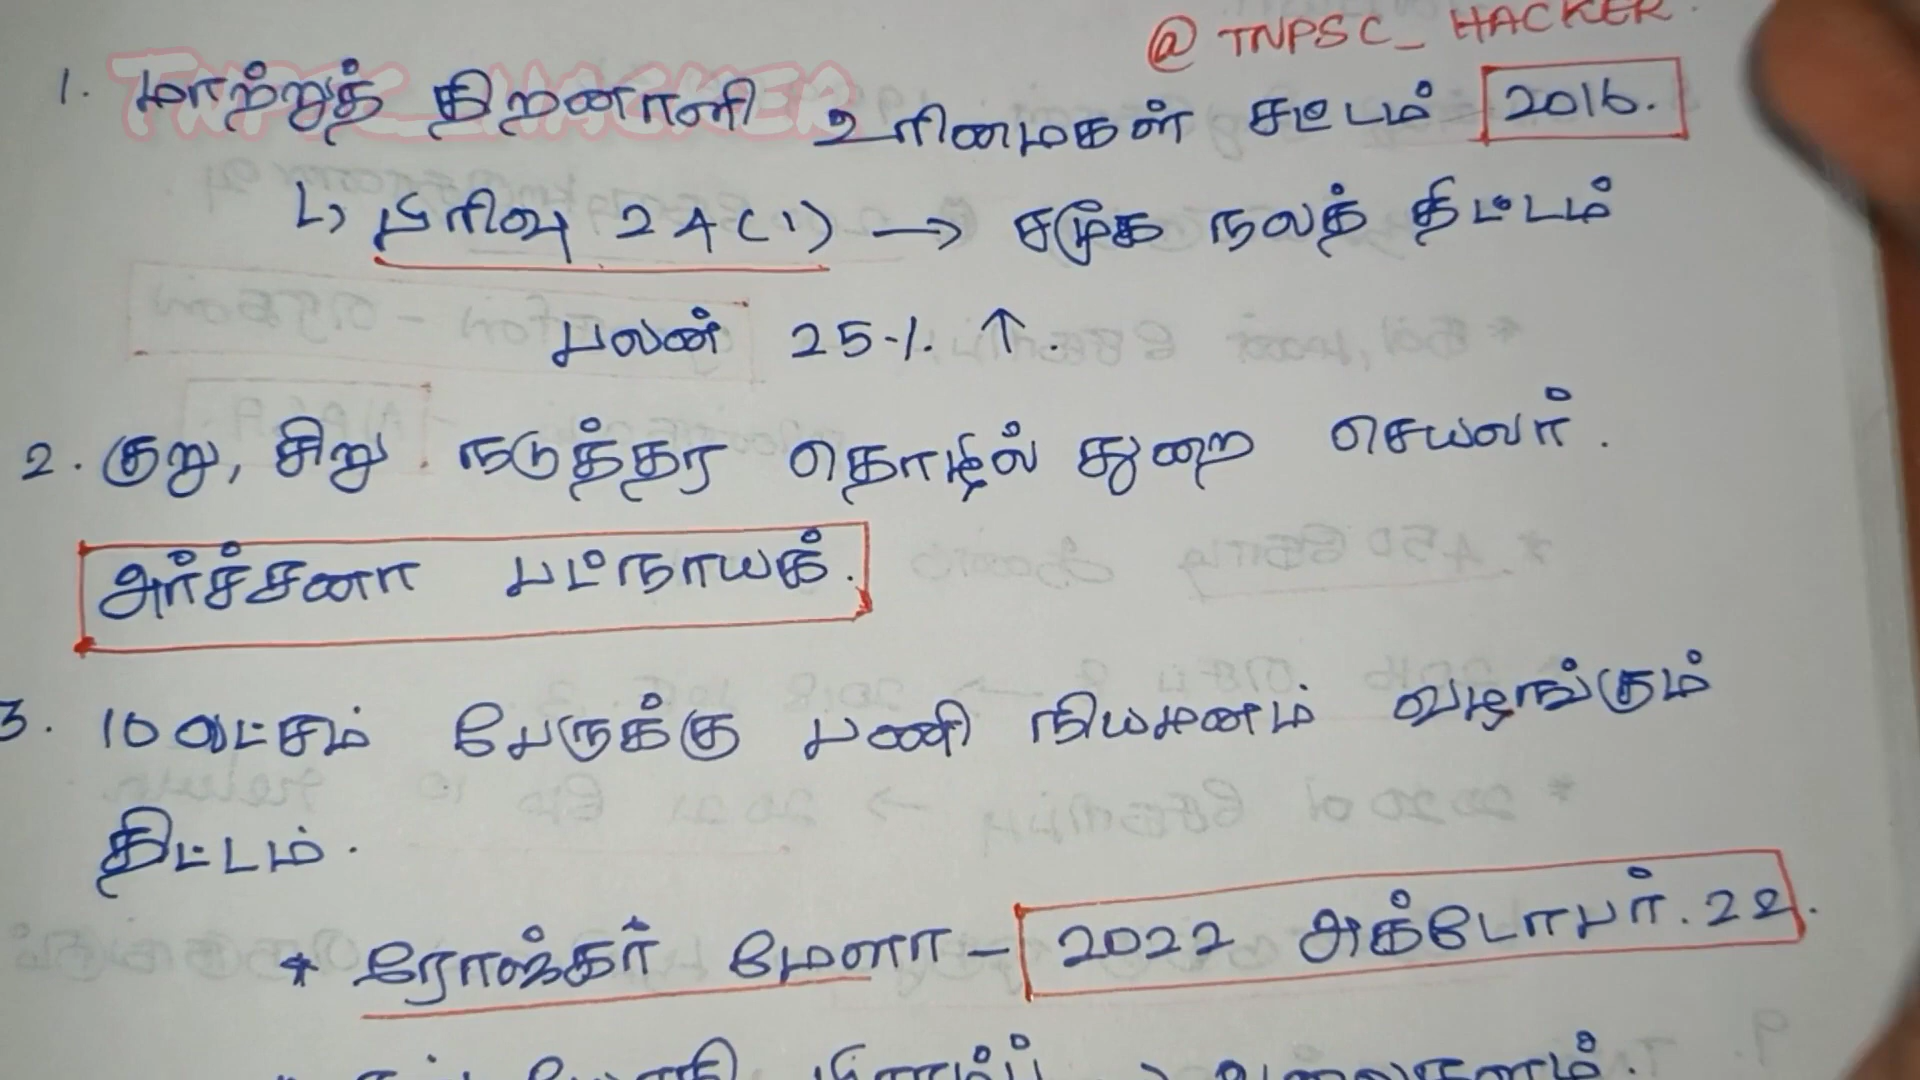 @ TNPSC_HACKER
TNPSC_HACKER
1. மாற்றுத் திறனாளி உரிமைகள் சட்டம் 2016.
பிரிவு 24(1) → சமூக நலத் திட்டம்
பலன் 25% ↑.
2. குறு, சிறு நடுத்தர தொழில் துறை செயலர்.
அர்ச்சனா பட்நாயக்.
3. 10 லட்சம் பேருக்கு பணி நியமனம் வழங்கும்
திட்டம்.
* ரோஜ்கர் மேளா - 2022 அக்டோபர். 22.